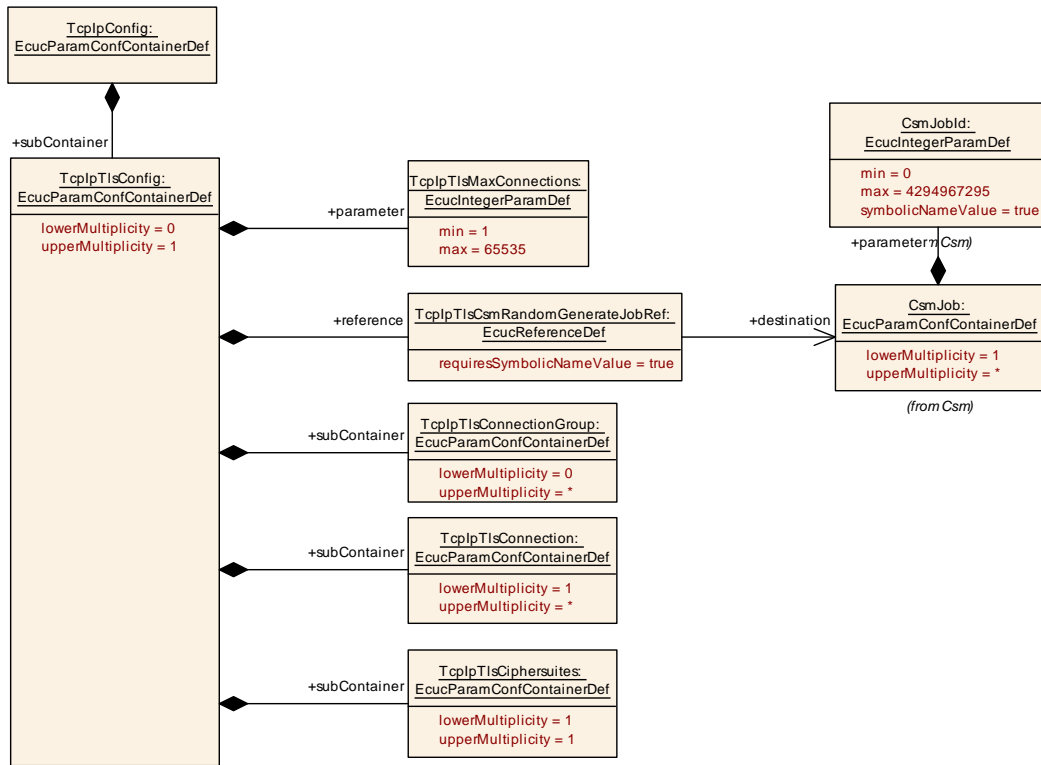 TcpIpConfig:
EcucParamConfContainerDef
+subContainer
TcpIpTlsConfig:
EcucParamConfContainerDef
lowerMultiplicity = 0
upperMultiplicity = 1
+parameter
TcpIpTlsMaxConnections:
EcucIntegerParamDef
min = 1
max = 65535
CsmJobId:
EcucIntegerParamDef
min = 0
max = 4294967295
symbolicNameValue = true
+parameter
Csm)
+reference
TcpIpTlsCsmRandomGenerateJobRef:
EcucReferenceDef
requiresSymbolicNameValue = true
+destination
CsmJob:
EcucParamConfContainerDef
lowerMultiplicity = 1
upperMultiplicity = *
(from Csm)
+subContainer
TcpIpTlsConnectionGroup:
EcucParamConfContainerDef
lowerMultiplicity = 0
upperMultiplicity = *
+subContainer
TcpIpTlsConnection:
EcucParamConfContainerDef
lowerMultiplicity = 1
upperMultiplicity = *
+subContainer
TcpIpTlsCiphersuites:
EcucParamConfContainerDef
lowerMultiplicity = 1
upperMultiplicity = 1